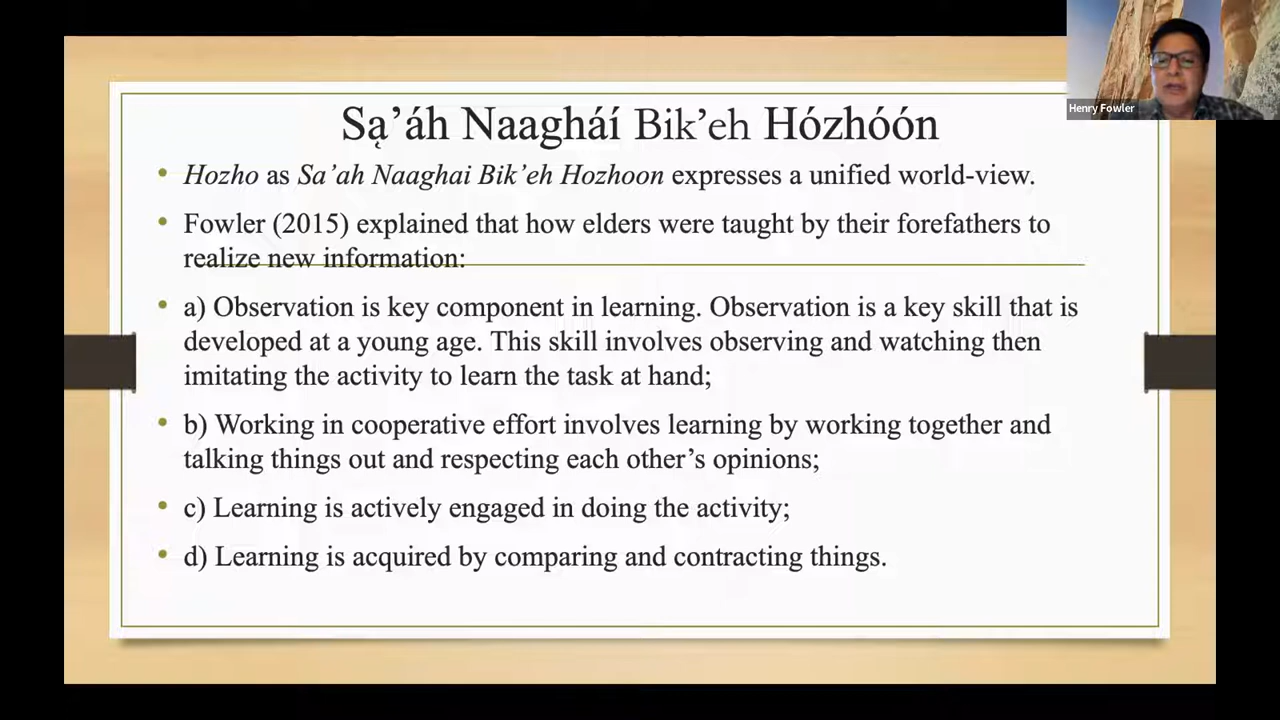 Są’áh Naagháí Bik’eh Hózhóón
Henry Fowler
• Hozho as Sa’ah Naaghai Bik’eh Hozhoon expresses a unified world-view.
• Fowler (2015) explained that how elders were taught by their forefathers to
realize new information:
• a) Observation is key component in learning. Observation is a key skill that is
developed at a young age. This skill involves observing and watching then
imitating the activity to learn the task at hand;
• b) Working in cooperative effort involves learning by working together and
talking things out and respecting each other’s opinions;
• c) Learning is actively engaged in doing the activity;
• d) Learning is acquired by comparing and contracting things.